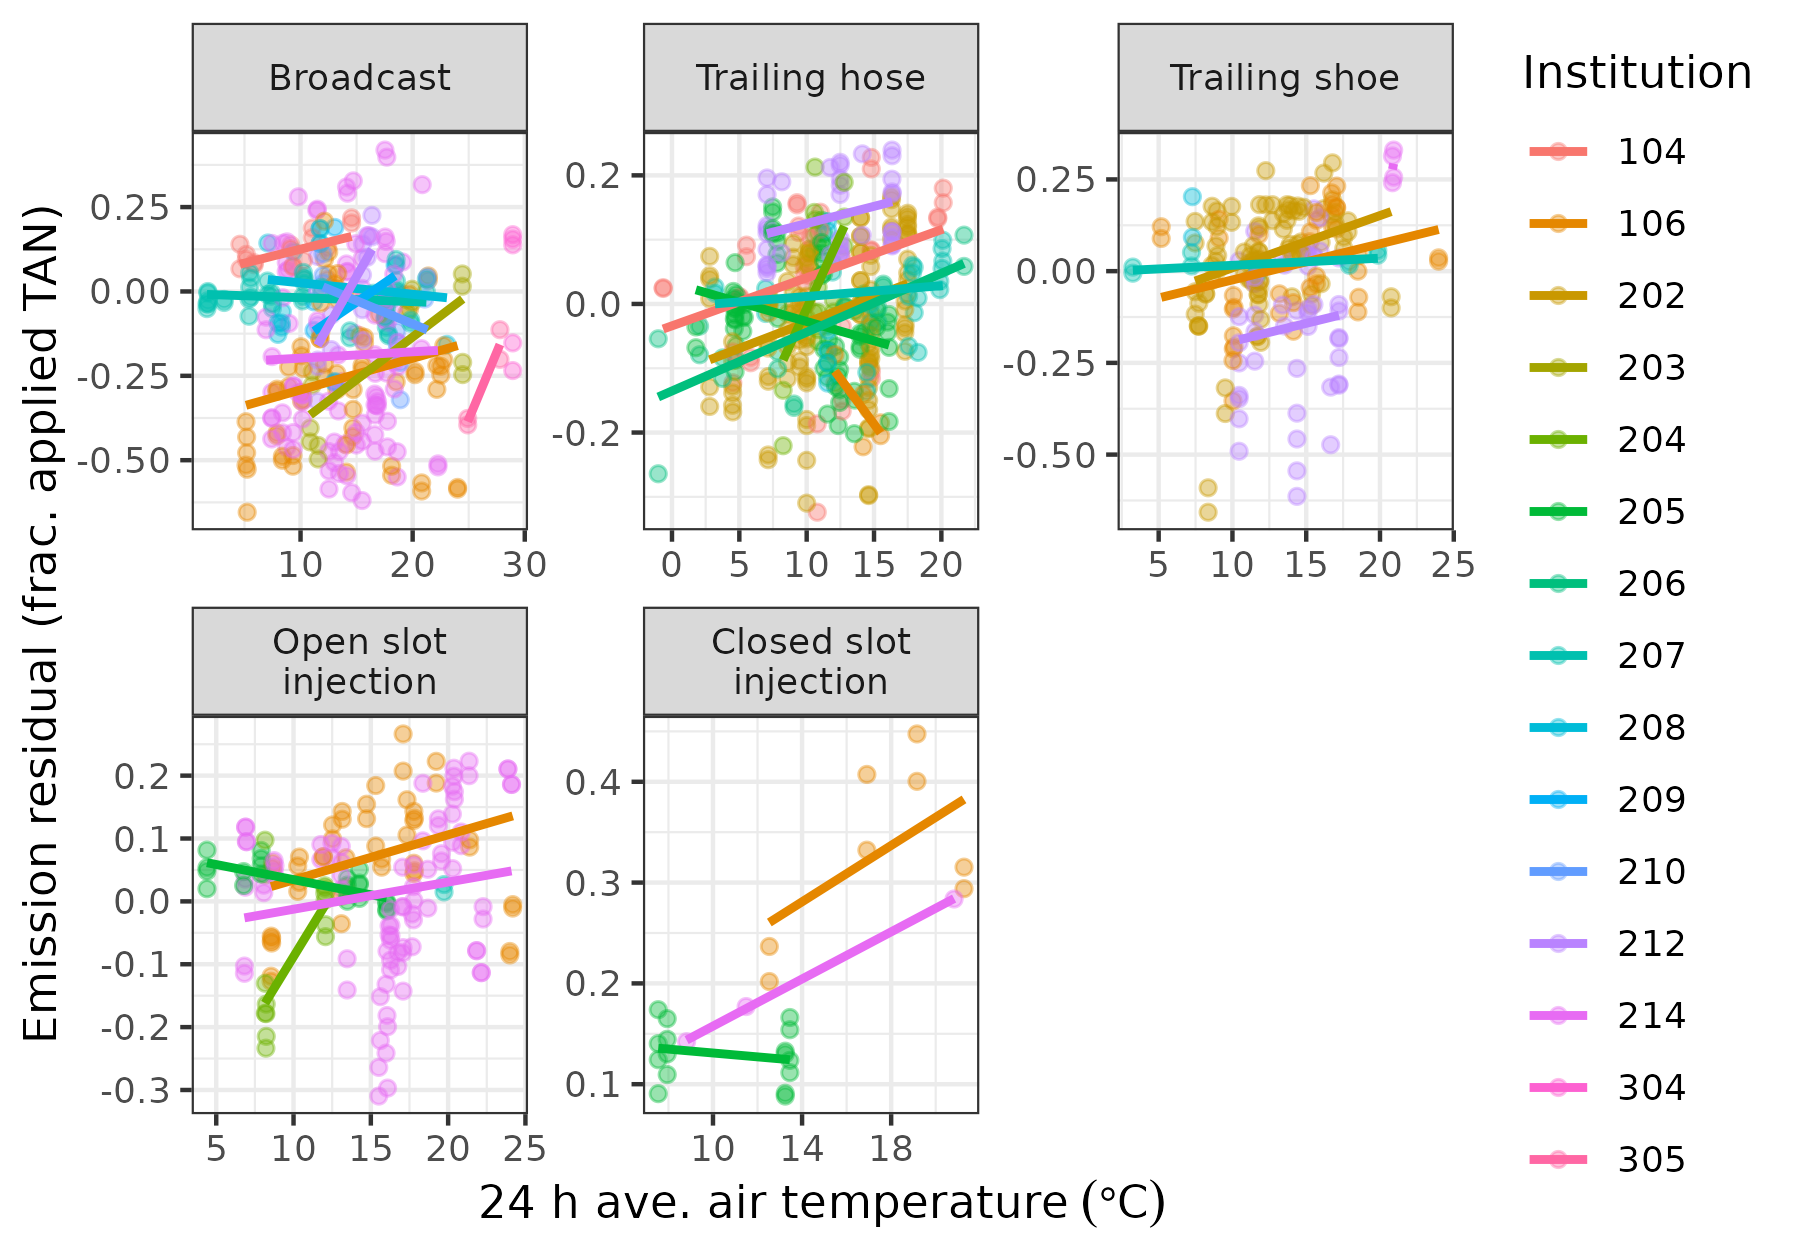 Broadcast
Trailing hose
Trailing shoe
Institution
104
106
202
203
204
205
206
207
208
209
210
212
214
304
305
Emission residual (frac. applied TAN)
0.25
0.00
-0.25
-0.50
10 20 30
0.2
0.0
-0.2
0 5 10 15 20
0.25
0.00
-0.25
-0.50
5 10 15 20 25
Open slot
injection
Closed slot
injection
0.2
0.1
0.0
-0.1
-0.2
-0.3
5 10 15 20 25
0.4
0.3
0.2
0.1
10 14 18
24 h ave. air temperature (°C)